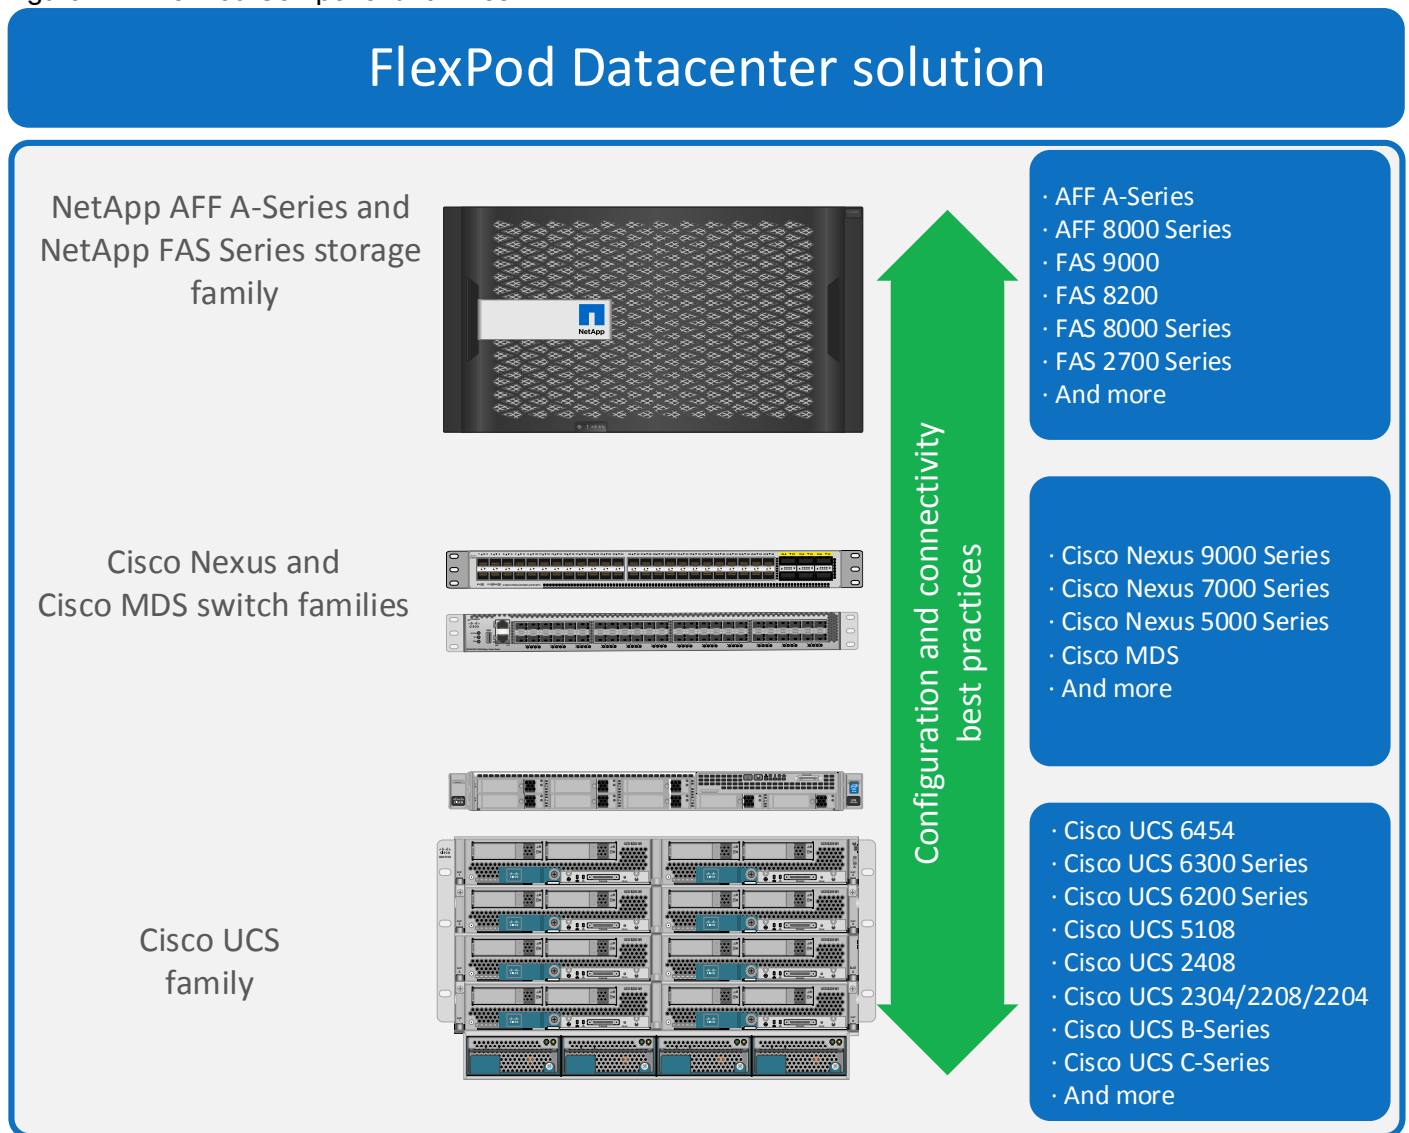 FlexPod Datacenter solution
NetApp AFF A-Series and
NetApp FAS Series storage
family
NetApp
· AFF A-Series
· AFF 8000 Series
· FAS 9000
· FAS 8200
· FAS 8000 Series
· FAS 2700 Series
· And more
Configuration and connectivity
best practices
Cisco Nexus and
Cisco MDS switch families
· Cisco Nexus 9000 Series
· Cisco Nexus 7000 Series
· Cisco Nexus 5000 Series
· Cisco MDS
· And more
Cisco UCS
family
· Cisco UCS 6454
· Cisco UCS 6300 Series
· Cisco UCS 6200 Series
· Cisco UCS 5108
· Cisco UCS 2408
· Cisco UCS 2304/2208/2204
· Cisco UCS B-Series
· Cisco UCS C-Series
· And more